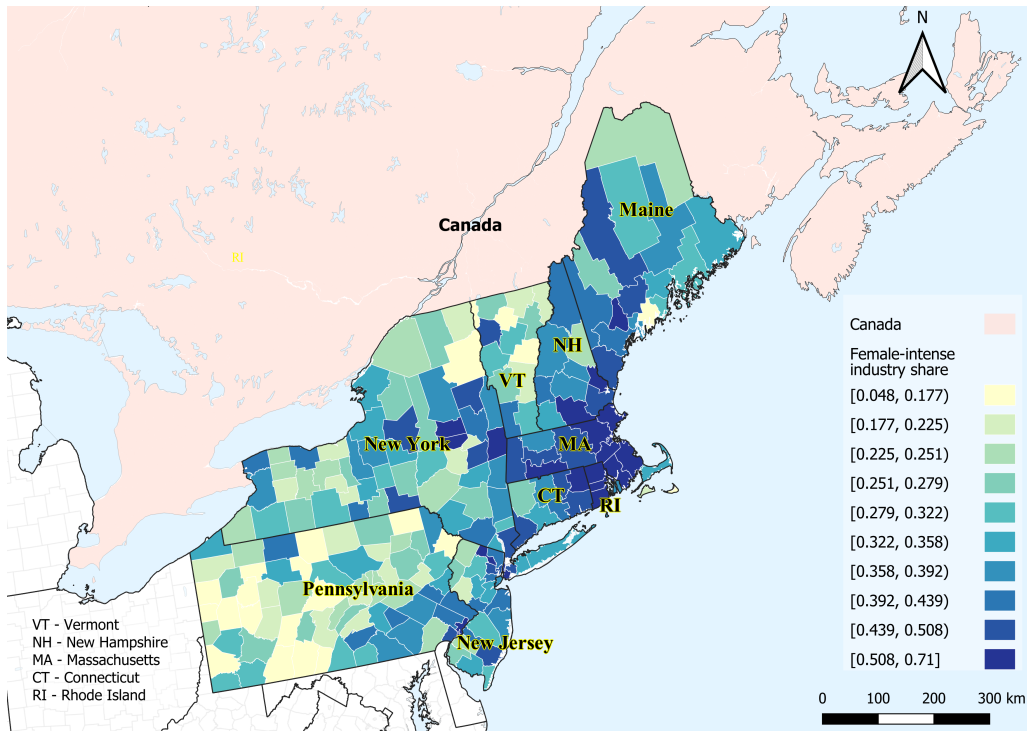 N
Canada
Maine
NH
VT
New York
MA
CT
RI
Pennsylvania
New Jersey
Canada
Female-intense
industry share
[0.048, 0.177)
[0.177, 0.225)
[0.225, 0.251)
[0.251, 0.279)
[0.279, 0.322)
[0.322, 0.358)
[0.358, 0.392)
[0.392, 0.439)
[0.439, 0.508)
[0.508, 0.71]
VT - Vermont
NH - New Hampshire
MA - Massachusetts
CT - Connecticut
RI - Rhode Island
0 100 200 300 km